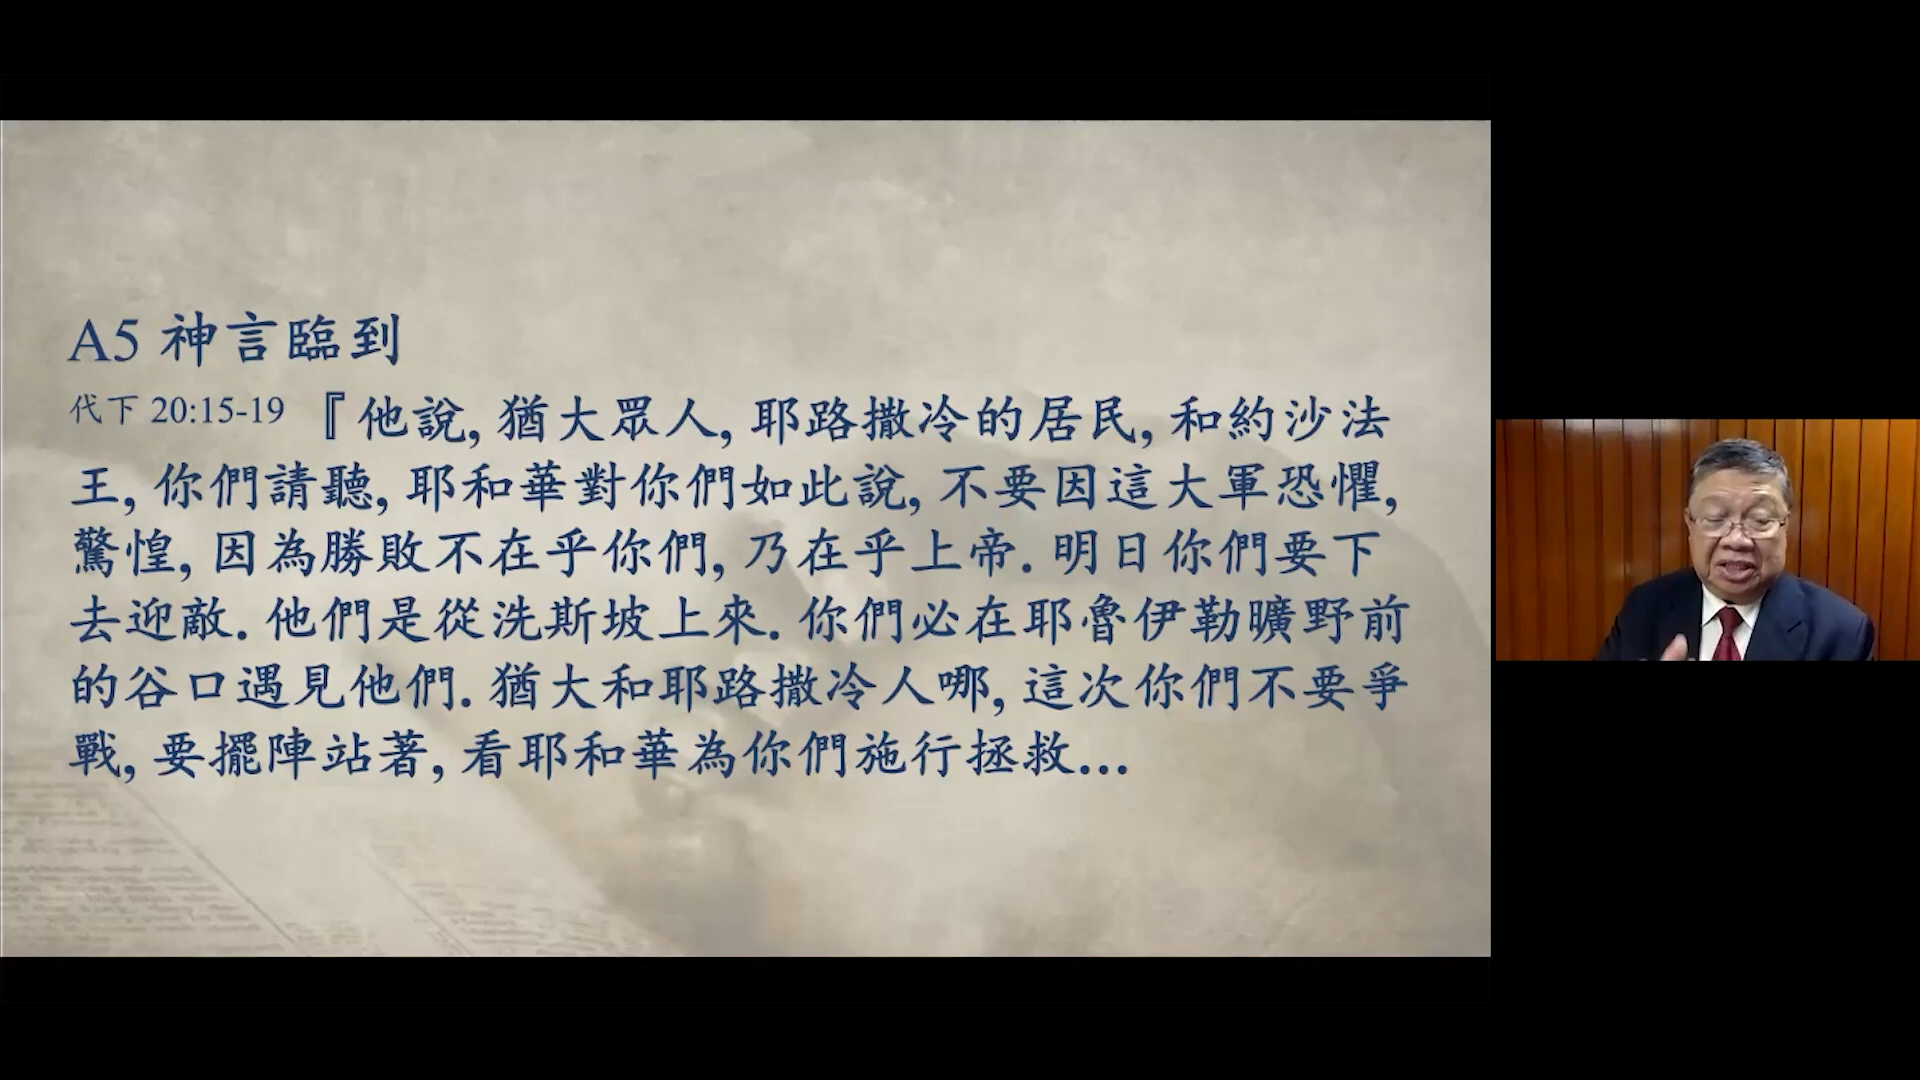 A5 神言臨到
代下 20:15-19 『他說, 猶大眾人, 耶路撒冷的居民, 和約沙法
王, 你們請聽, 耶和華對你們如此說, 不要因這大軍恐懼,
驚惶, 因為勝敗不在乎你們, 乃在乎上帝. 明日你們要下
去迎敵. 他們是從洗斯坡上來. 你們必在耶魯伊勒曠野前
的谷口遇見他們. 猶大和耶路撒冷人哪, 這次你們不要爭
戰, 要擺陣站著, 看耶和華為你們施行拯救...